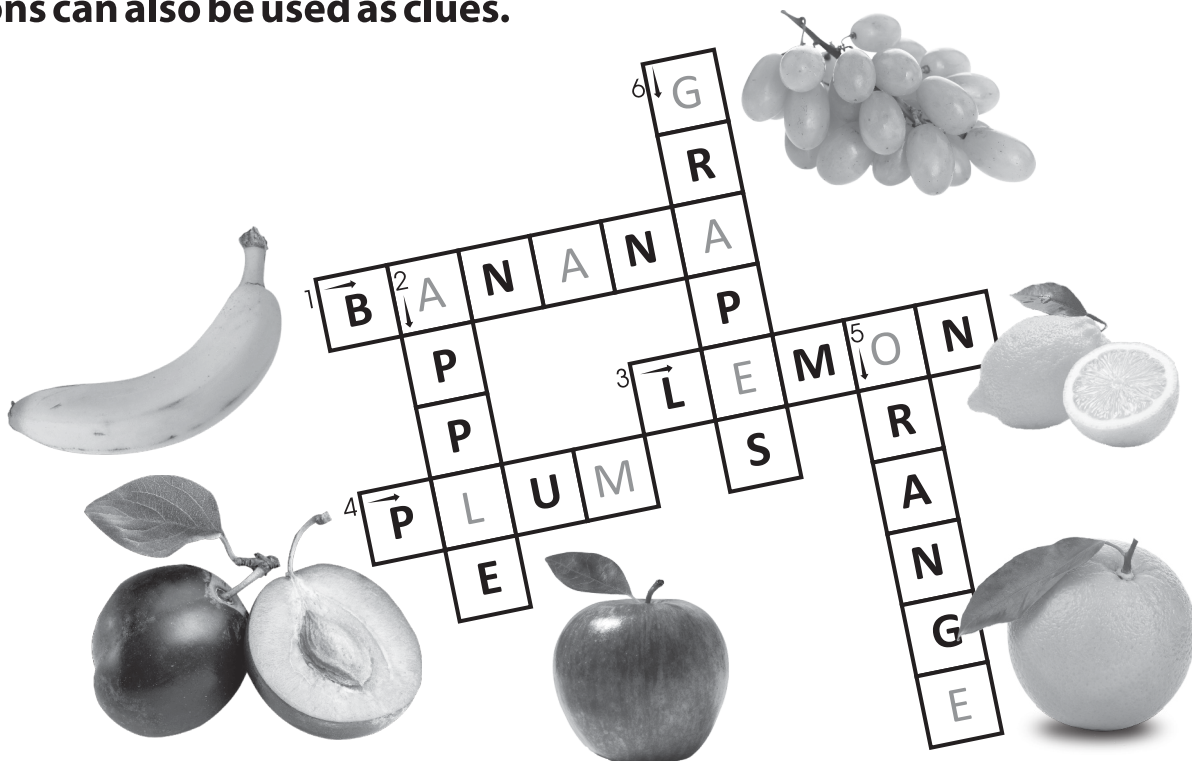 ons can also be used as clues.
6 G
R
1 B 2 A N A N A
P P
3 L E M 5 O N
P R
S
4 P L U M
A
E
N
G
E